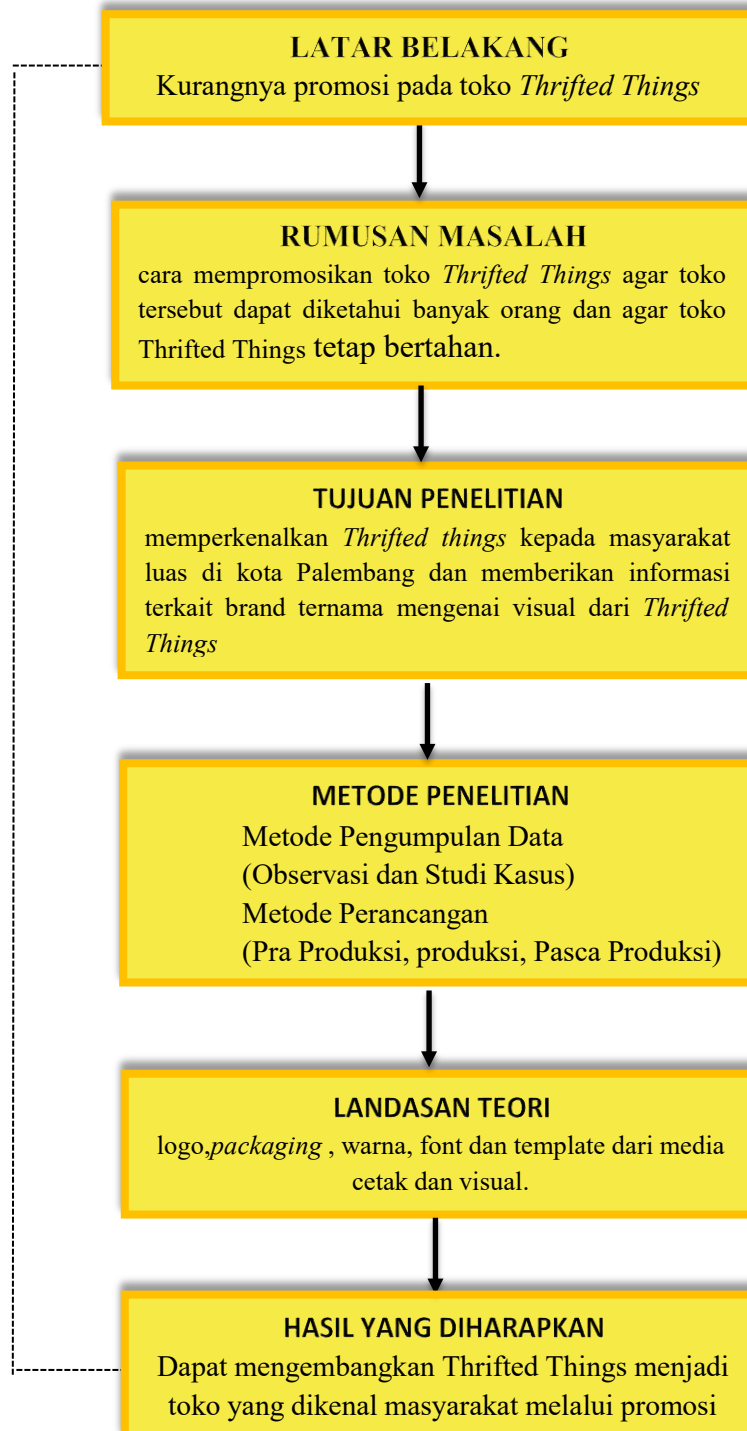 LATAR BELAKANG
Kurangnya promosi pada toko Thrifted Things
RUMUSAN MASALAH
cara mempromosikan toko Thrifted Things agar toko
tersebut dapat diketahui banyak orang dan agar toko
Thrifted Things tetap bertahan.
TUJUAN PENELITIAN
memperkenalkan Thrifted things kepada masyarakat
luas di kota Palembang dan memberikan informasi
terkait brand ternama mengenai visual dari Thrifted
Things
METODE PENELITIAN
Metode Pengumpulan Data
(Observasi dan Studi Kasus)
Metode Perancangan
(Pra Produksi, produksi, Pasca Produksi)
LANDASAN TEORI
logo,packaging , warna, font dan template dari media
cetak dan visual.
HASIL YANG DIHARAPKAN
Dapat mengembangkan Thrifted Things menjadi
toko yang dikenal masyarakat melalui promosi